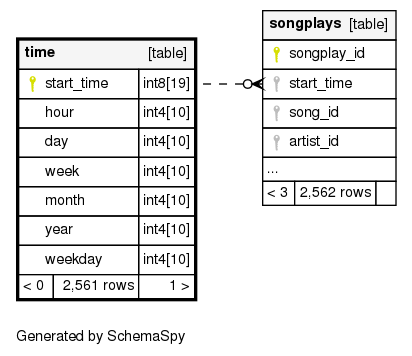 time [table]
start_time int8[19]
hour int4[10]
day int4[10]
week int4[10]
month int4[10]
year int4[10]
weekday int4[10]
< 0 2,561 rows 1 >
songplays [table]
songplay_id
start_time
song_id
artist_id
...
< 3 2,562 rows
Generated by SchemaSpy